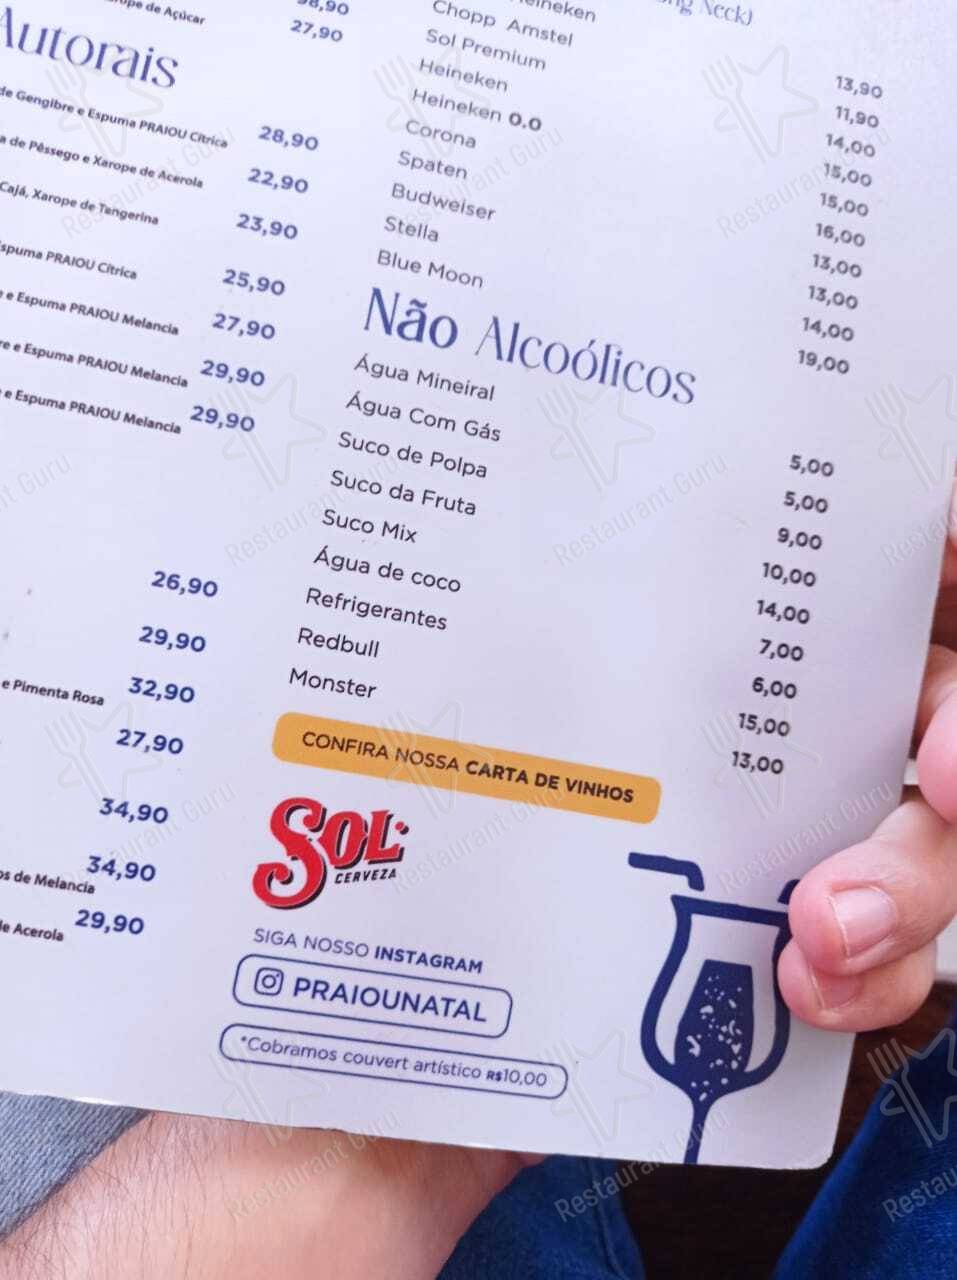 ope de Açúcar
27,90
Autorais
de Gengibre e Espuma PRAIOU Cítrica 28,90
a de Pêssego e Xarope de Acerola 22,90
Cajá, Xarope de Tangerina 23,90
spuma PRAIOU Cítrica 25,90
e Espuma PRAIOU Melancia 27,90
re e Espuma PRAIOU Melancia 29,90
e Espuma PRAIOU Melancia 29,90
26,90
29,90
e Pimenta Rosa 32,90
27,90
34,90
34,90
os de Melancia
de Acerola 29,90
Neck)
Heineken
Chopp Amstel 13,90
Sol Premium 11,90
Heineken 14,00
Heineken 0.0 15,00
Corona 15,00
Spaten 16,00
Budweiser 13,00
Stella 13,00
Blue Moon 14,00
19,00
Não Alcoólicos
Água Mineiral 5,00
Água Com Gás 5,00
Suco de Polpa 9,00
Suco da Fruta 10,00
Suco Mix 14,00
Água de coco 7,00
Refrigerantes 6,00
Redbull 15,00
Monster 13,00
CONFIRA NOSSA CARTA DE VINHOS
SOL
CERVEZA
SIGA NOSSO INSTAGRAM
PRAIOUNATAL
*Cobramos couvert artístico R$10,00
Restaurant Guru